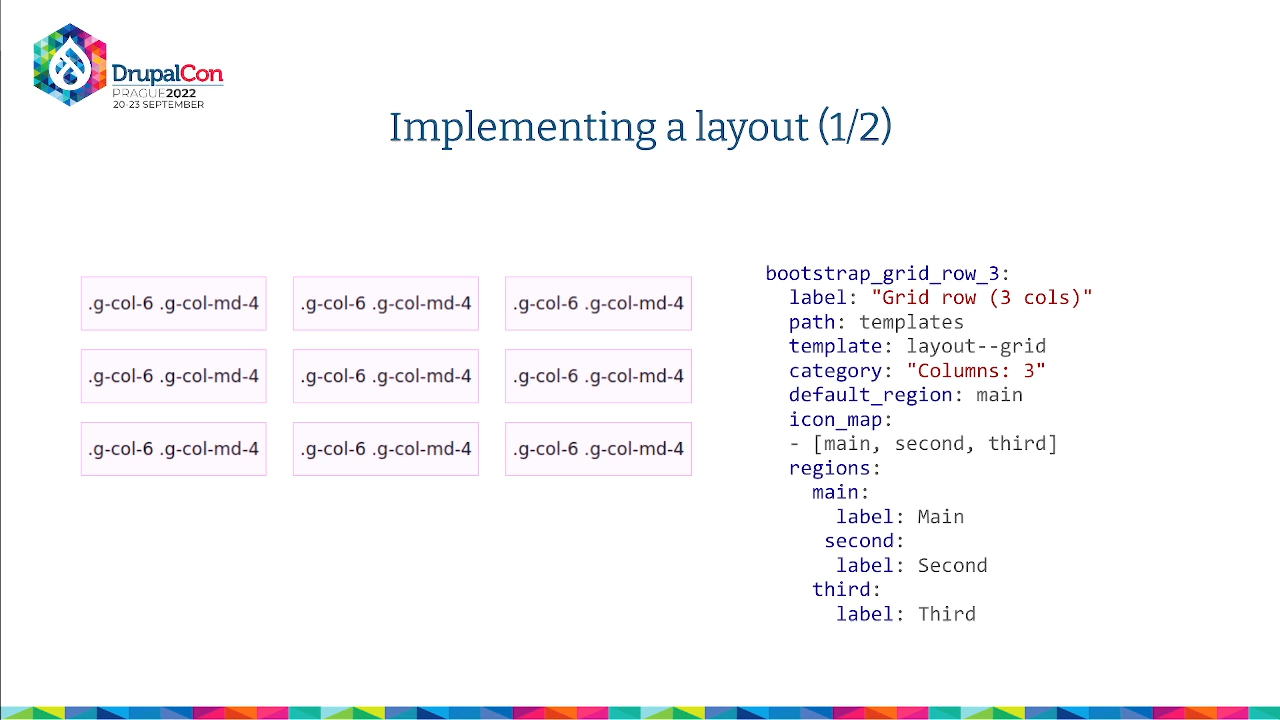 DrupalCon
PRAGUE2022
20-23 SEPTEMBER
Implementing a layout (1/2)
.g-col-6 .g-col-md-4 .g-col-6 .g-col-md-4 .g-col-6 .g-col-md-4
.g-col-6 .g-col-md-4 .g-col-6 .g-col-md-4 .g-col-6 .g-col-md-4
.g-col-6 .g-col-md-4 .g-col-6 .g-col-md-4 .g-col-6 .g-col-md-4
bootstrap_grid_row_3:
  label: "Grid row (3 cols)"
  path: templates
  template: layout--grid
  category: "Columns: 3"
  default_region: main
  icon_map:
  - [main, second, third]
  regions:
    main:
      label: Main
     second:
      label: Second
    third:
      label: Third